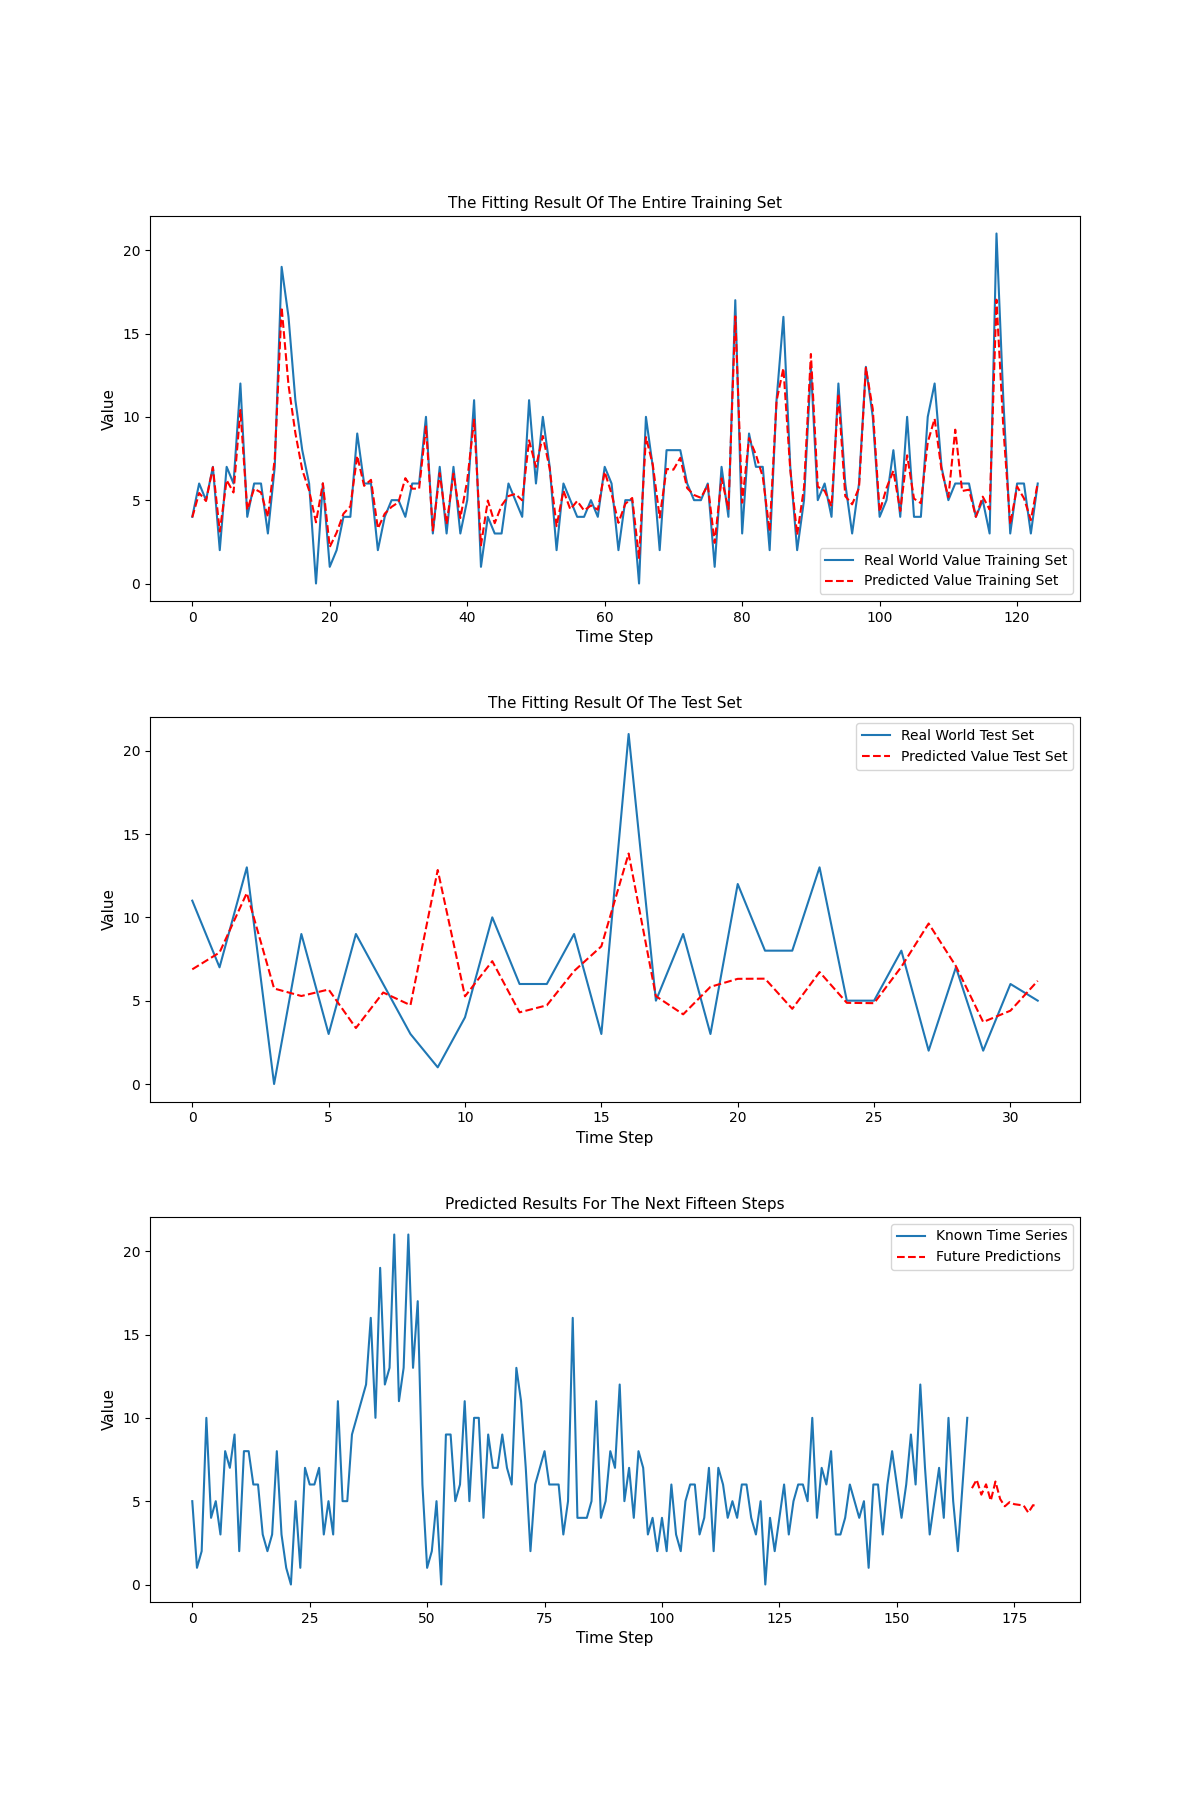 The Fitting Result Of The Entire Training Set
20
15
10
5
0
Value
Real World Value Training Set
Predicted Value Training Set
0 20 40 60 80 100 120
Time Step
The Fitting Result Of The Test Set
Real World Test Set
Predicted Value Test Set
20
15
10
5
0
Value
0 5 10 15 20 25 30
Time Step
Predicted Results For The Next Fifteen Steps
Known Time Series
Future Predictions
20
15
10
5
0
Value
0 25 50 75 100 125 150 175
Time Step